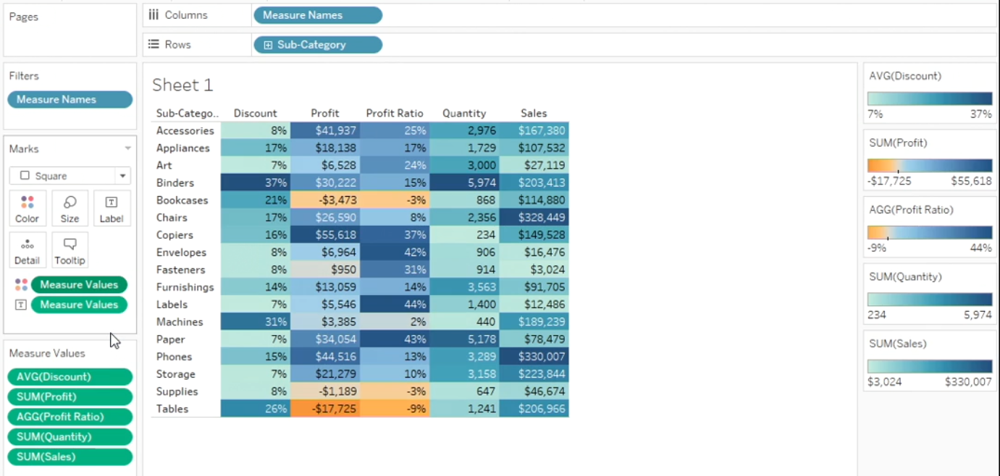 Pages
Columns Measure Names
Rows Sub-Category
Filters
Measure Names
Marks
Square
Color Size Label
Detail Tooltip
Measure Values
Measure Values
Measure Values
AVG(Discount)
SUM(Profit)
AGG(Profit Ratio)
SUM(Quantity)
SUM(Sales)
Sheet 1
Sub-Catego.. Discount Profit Profit Ratio Quantity Sales
Accessories 8% $41,937 25% 2,976 $167,380
Appliances 17% $18,138 17% 1,729 $107,532
Art 7% $6,528 24% 3,000 $27,119
Binders 37% $30,222 15% 5,974 $203,413
Bookcases 21% -$3,473 -3% 868 $114,880
Chairs 17% $26,590 8% 2,356 $328,449
Copiers 16% $55,618 37% 234 $149,528
Envelopes 8% $6,964 42% 906 $16,476
Fasteners 8% $950 31% 914 $3,024
Furnishings 14% $13,059 14% 3,563 $91,705
Labels 7% $5,546 44% 1,400 $12,486
Machines 31% $3,385 2% 440 $189,239
Paper 7% $34,054 43% 5,178 $78,479
Phones 15% $44,516 13% 3,289 $330,007
Storage 7% $21,279 10% 3,158 $223,844
Supplies 8% -$1,189 -3% 647 $46,674
Tables 26% -$17,725 -9% 1,241 $206,966
AVG(Discount)
7% 37%
SUM(Profit)
-$17,725 $55,618
AGG(Profit Ratio)
-9% 44%
SUM(Quantity)
234 5,974
SUM(Sales)
$3,024 $330,007